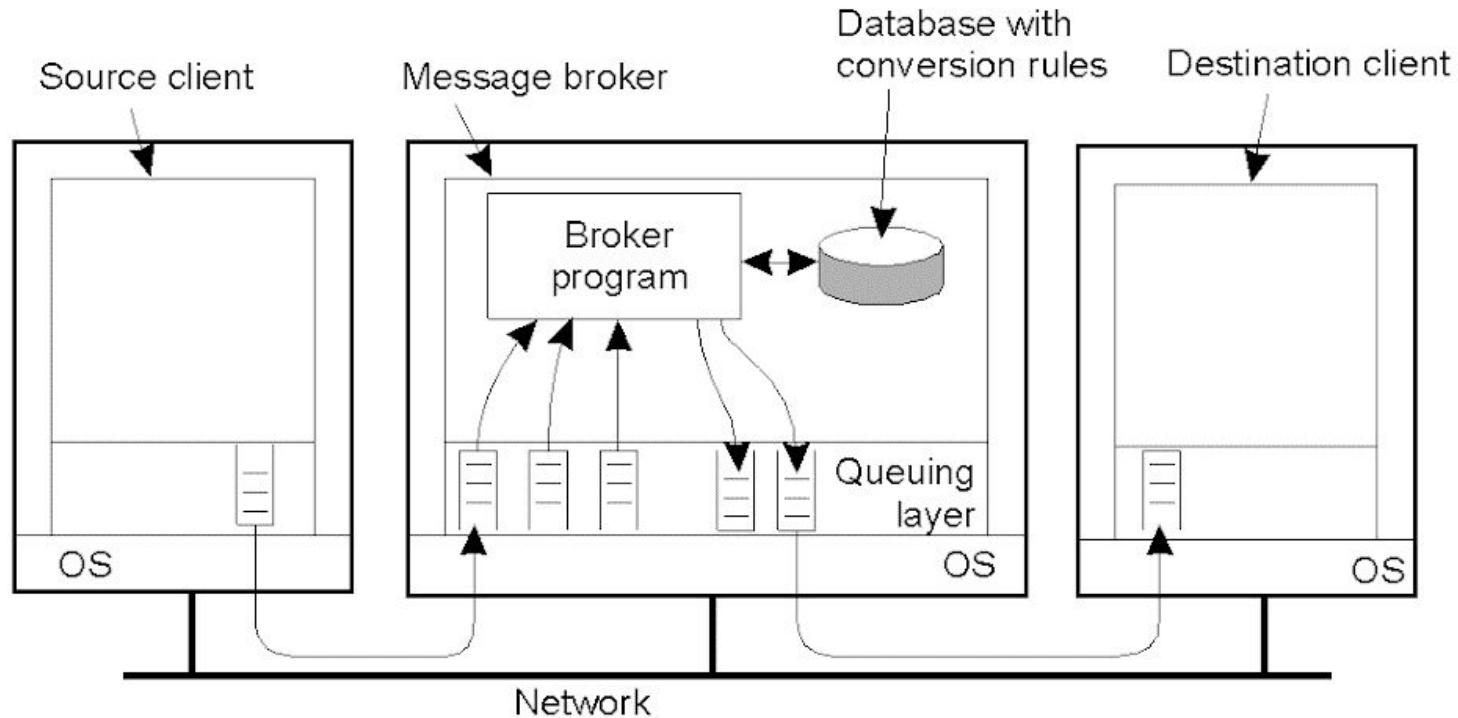 Source client
Message broker
Database with
conversion rules
Destination client
Broker
program
Queuing
layer
OS
OS
OS
Network